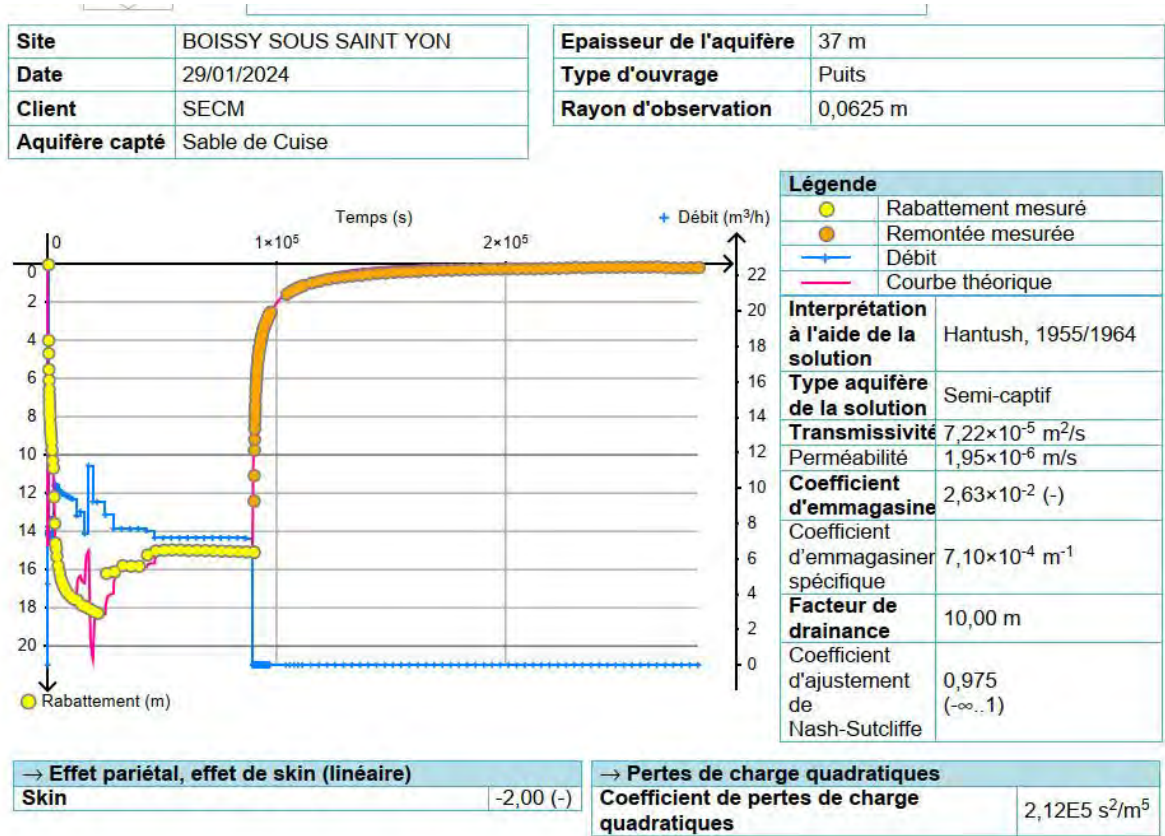 Site BOISSY SOUS SAINT YON
Date 29/01/2024
Client SECM
Aquifère capté Sable de Cuise
Epaisseur de l'aquifère 37 m
Type d'ouvrage Puits
Rayon d'observation 0,0625 m
Temps (s)
+ Débit (m³/h)
0 1×10⁵ 2×10⁵
0
2
4
6
8
10
12
14
16
18
20
22
20
18
16
14
12
10
8
6
4
2
0
Rabattement (m)
Légende
Rabattement mesuré
Remontée mesurée
Débit
Courbe théorique
Interprétation
à l'aide de la
solution
Hantush, 1955/1964
Type aquifère
de la solution
Semi-captif
Transmissivité 7,22×10⁻⁵ m²/s
Perméabilité 1,95×10⁻⁶ m/s
Coefficient
d'emmagasine
2,63×10⁻² (-)
Coefficient
d’emmagasiner
spécifique
7,10×10⁻⁴ m⁻¹
Facteur de
drainance
10,00 m
Coefficient
d'ajustement
de
Nash-Sutcliffe
0,975
(-∞..1)
→ Effet pariétal, effet de skin (linéaire)
Skin -2,00 (-)
→ Pertes de charge quadratiques
Coefficient de pertes de charge
quadratiques
2,12E5 s²/m⁵